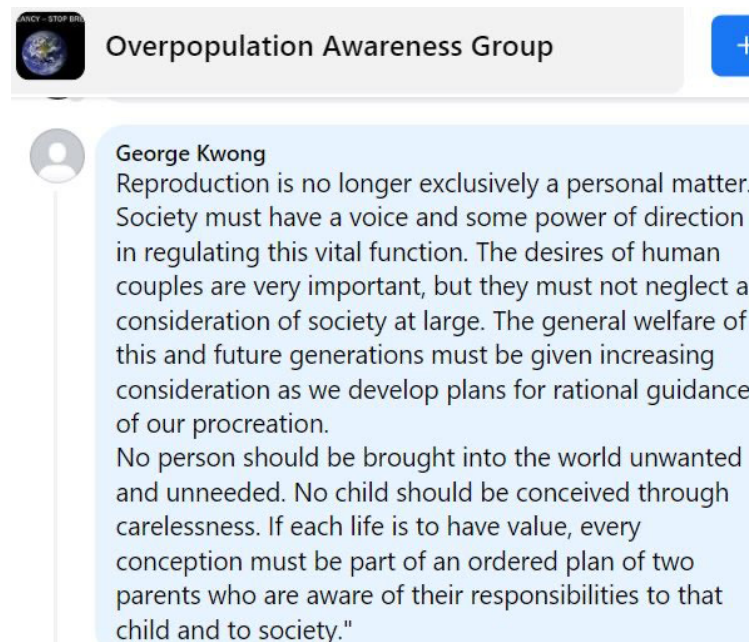 ANCY – STOP BRE
Overpopulation Awareness Group
+
George Kwong
Reproduction is no longer exclusively a personal matter.
Society must have a voice and some power of direction
in regulating this vital function. The desires of human
couples are very important, but they must not neglect a
consideration of society at large. The general welfare of
this and future generations must be given increasing
consideration as we develop plans for rational guidance
of our procreation.
No person should be brought into the world unwanted
and unneeded. No child should be conceived through
carelessness. If each life is to have value, every
conception must be part of an ordered plan of two
parents who are aware of their responsibilities to that
child and to society."